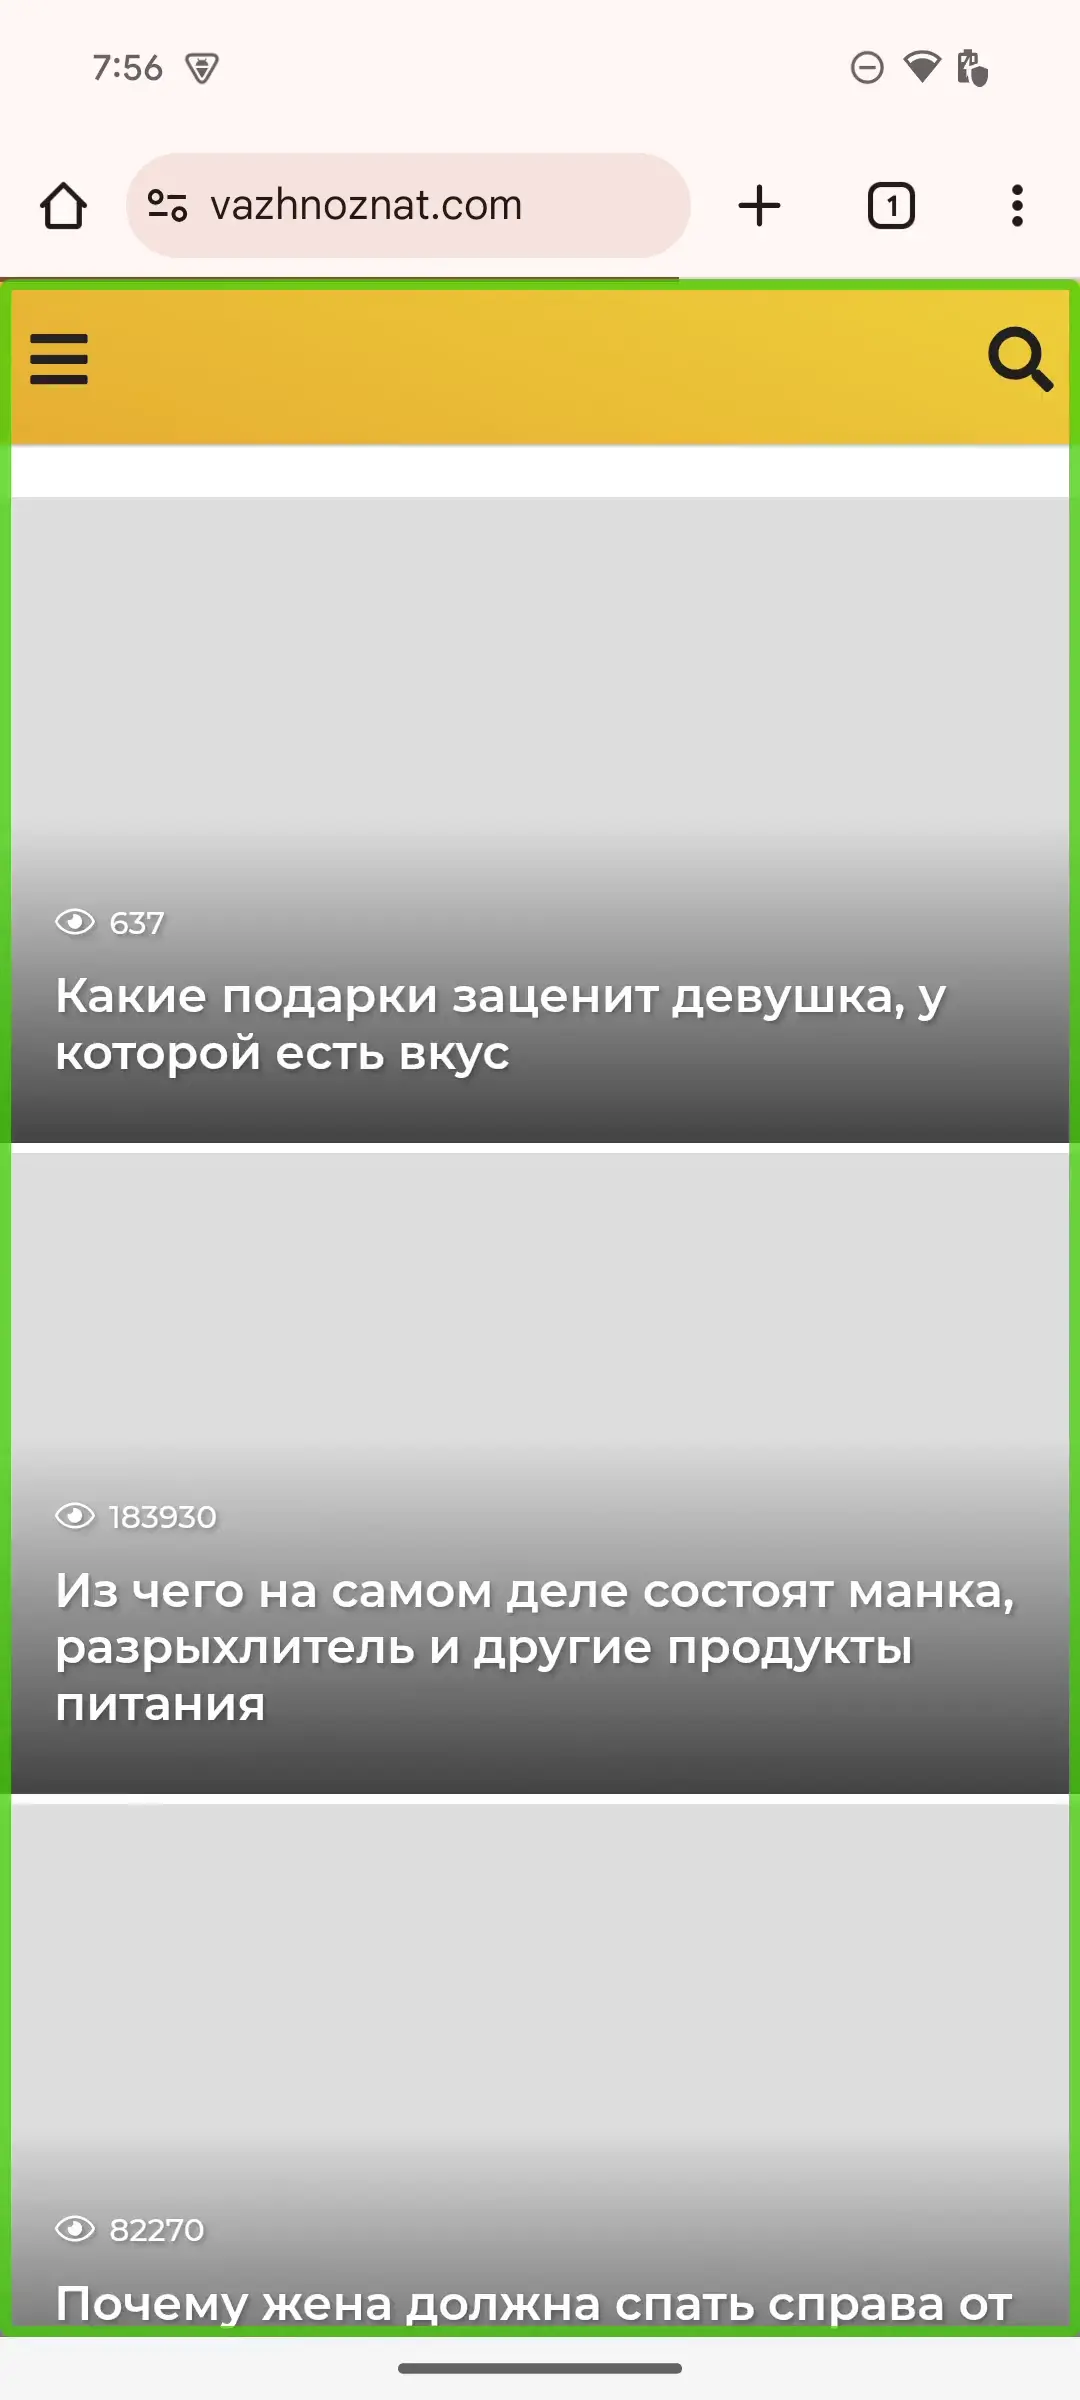 7:56
vazhnoznat.com
1
637
Какие подарки заценит девушка, у
которой есть вкус
183930
Из чего на самом деле состоят манка,
разрыхлитель и другие продукты
питания
82270
Почему жена должна спать справа от